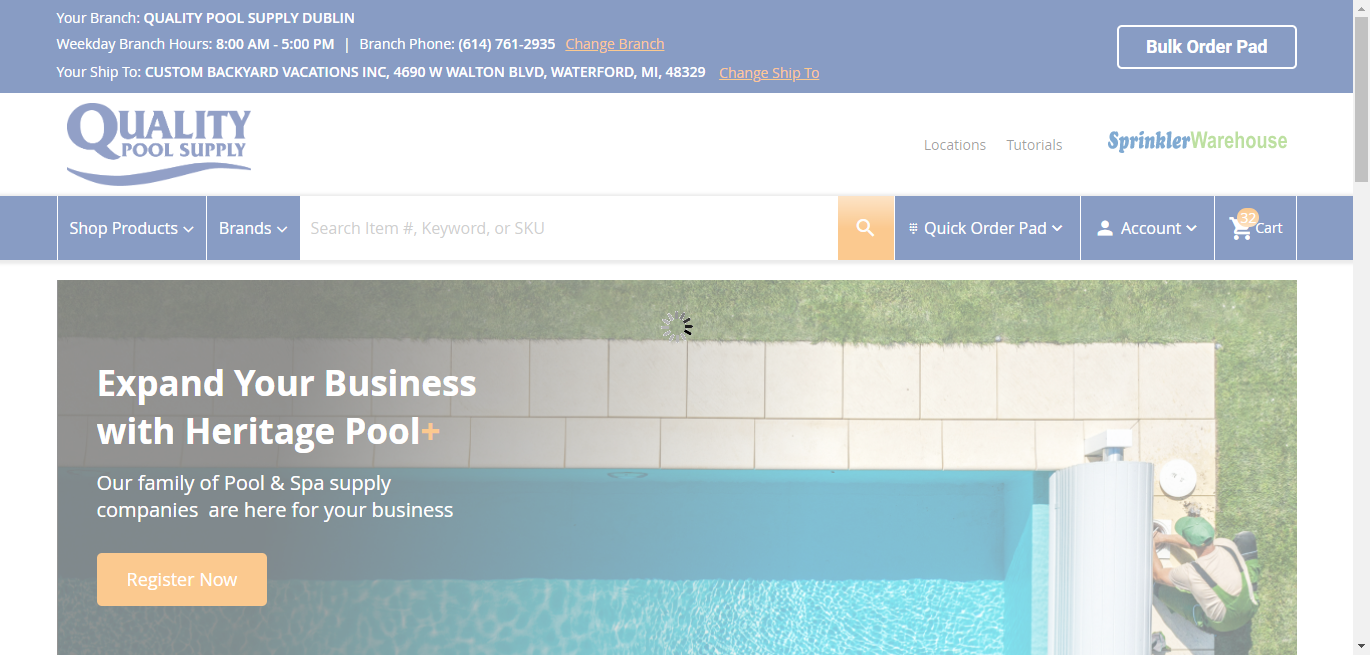 Your Branch: QUALITY POOL SUPPLY DUBLIN
Weekday Branch Hours: 8:00 AM - 5:00 PM | Branch Phone: (614) 761-2935 Change Branch
Your Ship To: CUSTOM BACKYARD VACATIONS INC, 4690 W WALTON BLVD, WATERFORD, MI, 48329 Change Ship To
Bulk Order Pad
QUALITY
POOL SUPPLY
Locations Tutorials
SprinklerWarehouse
Shop Products Brands Search Item #, Keyword, or SKU Quick Order Pad Account 32 Cart
Expand Your Business
with Heritage Pool+
Our family of Pool & Spa supply
companies are here for your business
Register Now